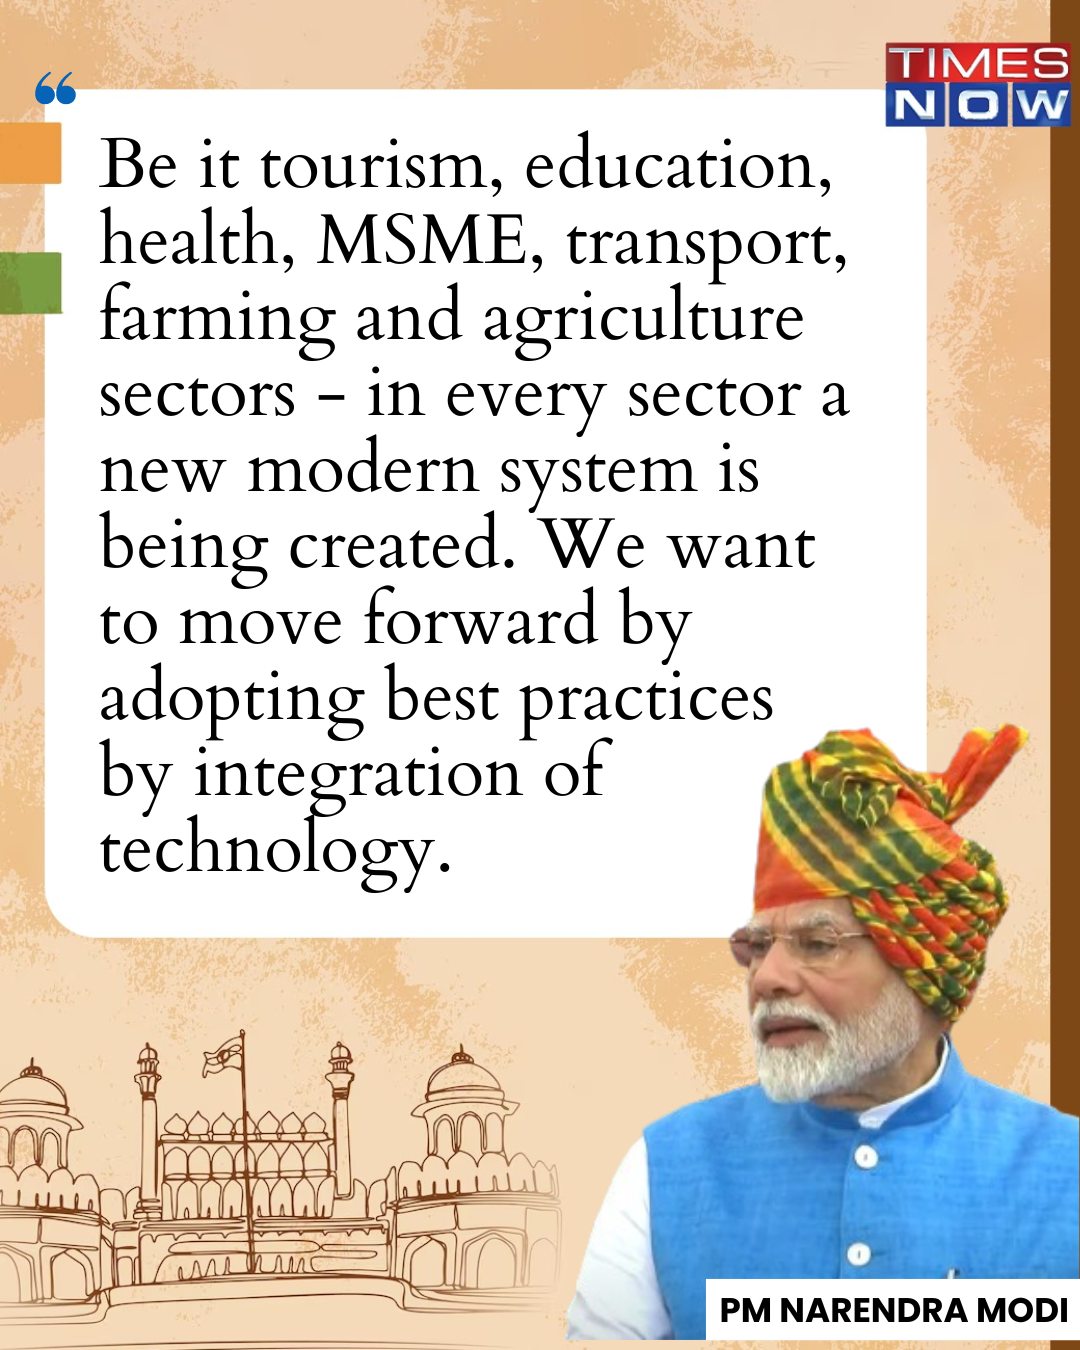 TIMES
NOW
“
Be it tourism, education,
health, MSME, transport,
farming and agriculture
sectors - in every sector a
new modern system is
being created. We want
to move forward by
adopting best practices
by integration of
technology.
PM NARENDRA MODI